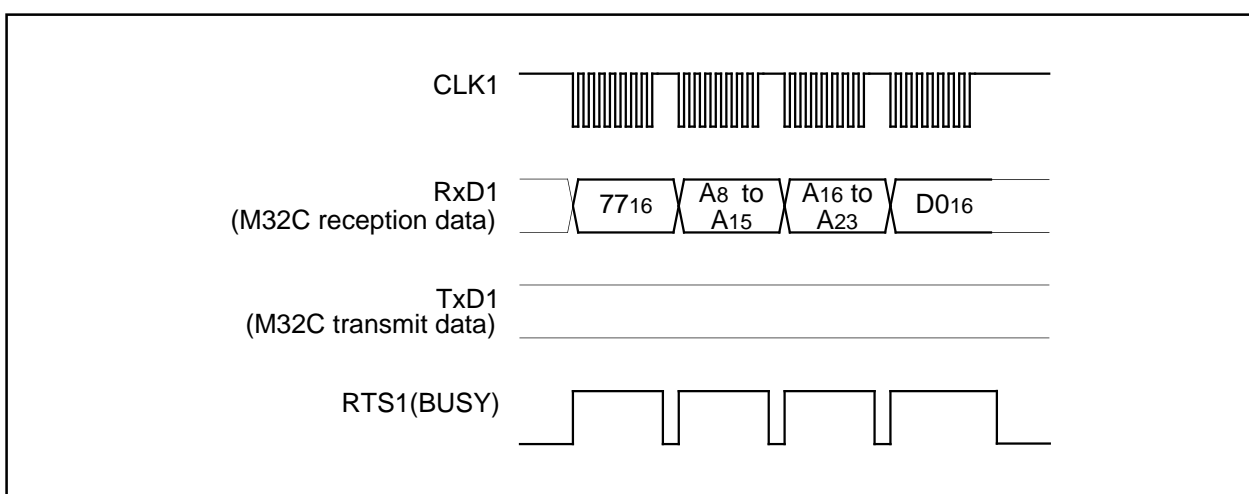 CLK1
RxD1
(M32C reception data)
7716
A8 to
A15
A16 to
A23
D016
TxD1
(M32C transmit data)
RTS1(BUSY)